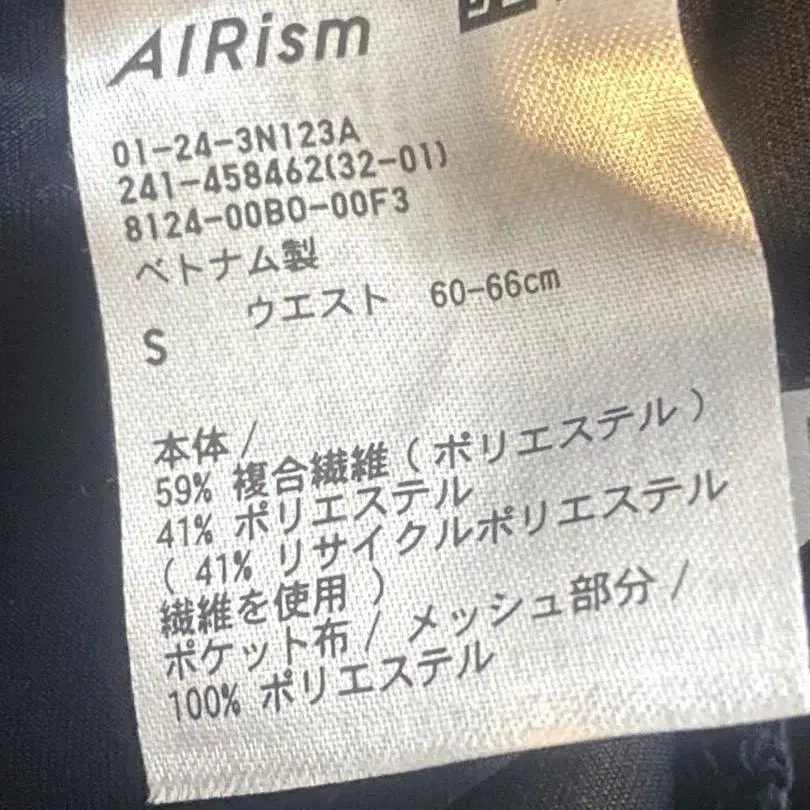 AIRism
01-24-3N123A
241-458462(32-01)
8124-00B0-00F3
ベトナム製
ウエスト 60-66cm
S
本体/
59% 複合繊維(ポリエステル)
41% ポリエステル
( 41% リサイクルポリエステル
繊維を使用 )
ポケット布/ メッシュ部分/
100% ポリエステル